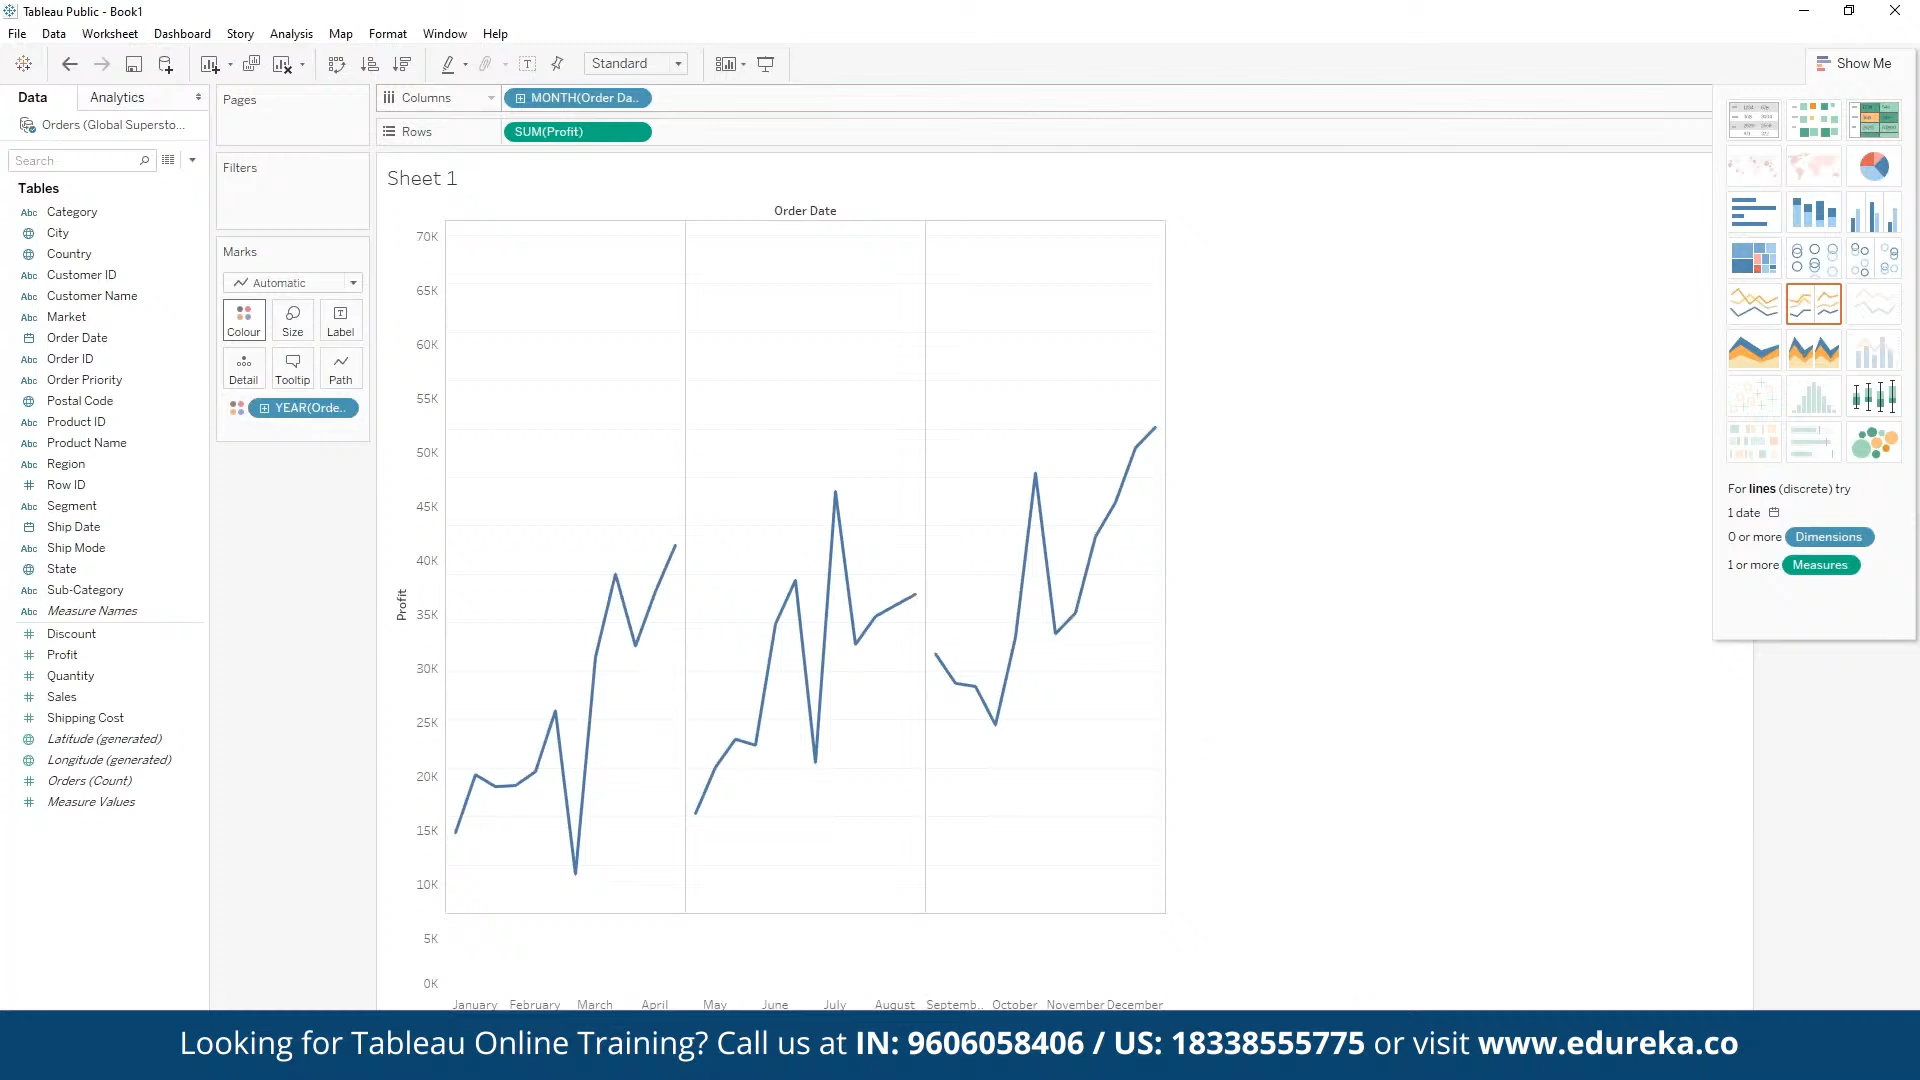 Tableau Public - Book1
File Data Worksheet Dashboard Story Analysis Map Format Window Help
Standard
Show Me
Data Analytics
Pages
Columns MONTH(Order Da..
Orders (Global Supersto...
Rows SUM(Profit)
Search
Filters
Sheet 1
Tables
Category
City
Country
Customer ID
Customer Name
Market
Order Date
Order ID
Order Priority
Postal Code
Product ID
Product Name
Region
Row ID
Segment
Ship Date
Ship Mode
State
Sub-Category
Measure Names
Discount
Profit
Quantity
Sales
Shipping Cost
Latitude (generated)
Longitude (generated)
Orders (Count)
Measure Values
Marks
Automatic
Colour Size Label
Detail Tooltip Path
YEAR(Orde..
Order Date
70K
65K
60K
55K
50K
45K
40K
35K
30K
25K
20K
15K
10K
5K
0K
Profit
January February March April May June July August Septemb.. October November December
For lines (discrete) try
1 date
0 or more Dimensions
1 or more Measures
Looking for Tableau Online Training? Call us at IN: 9606058406 / US: 18338555775 or visit www.edureka.co